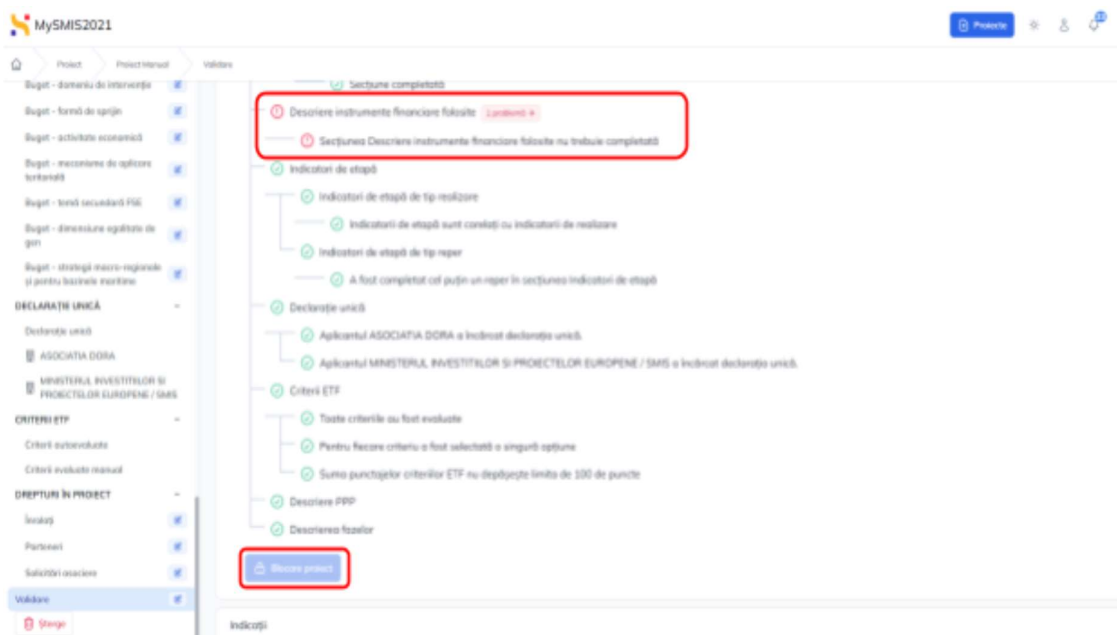 MySMIS2021
Proiecte
Proiect
Proiect Manual
Validare
Buget - domeniu de intervenție
Buget - formă de sprijin
Buget - activitate economică
Buget - mecanisme de aplicare
teritorială
Buget - temă secundară FSE
Buget - dimensiune egalitate de
gen
Buget - strategii macro-regionale
și pentru bazinele maritime
DECLARAȚIE UNICĂ
Declarație unică
ASOCIATIA DORA
MINISTERUL INVESTITIILOR SI
PROIECTELOR EUROPENE / SMIS
CRITERII ETF
Criterii autoevaluate
Criterii evaluate manual
DREPTURI ÎN PROIECT
Invitați
Parteneri
Solicitări asociere
Validare
Șterge
Secțiune completată
Descriere instrumente financiare folosite 1 problemă
Secțiunea Descriere instrumente financiare folosite nu trebuie completată
Indicatori de etapă
Indicatori de etapă de tip realizare
Indicatorii de etapă sunt corelați cu indicatorii de realizare
Indicatori de etapă de tip reper
A fost completat cel puțin un reper în secțiunea Indicatori de etapă
Declarație unică
Aplicantul ASOCIATIA DORA a încărcat declarația unică.
Aplicantul MINISTERUL INVESTITIILOR SI PROIECTELOR EUROPENE / SMIS a încărcat declarația unică.
Criterii ETF
Toate criteriile au fost evaluate
Pentru fiecare criteriu a fost selectată o singură opțiune
Suma punctajelor criteriilor ETF nu depășește limita de 100 de puncte
Descriere PPP
Descrierea fazelor
Blocare proiect
Indicații